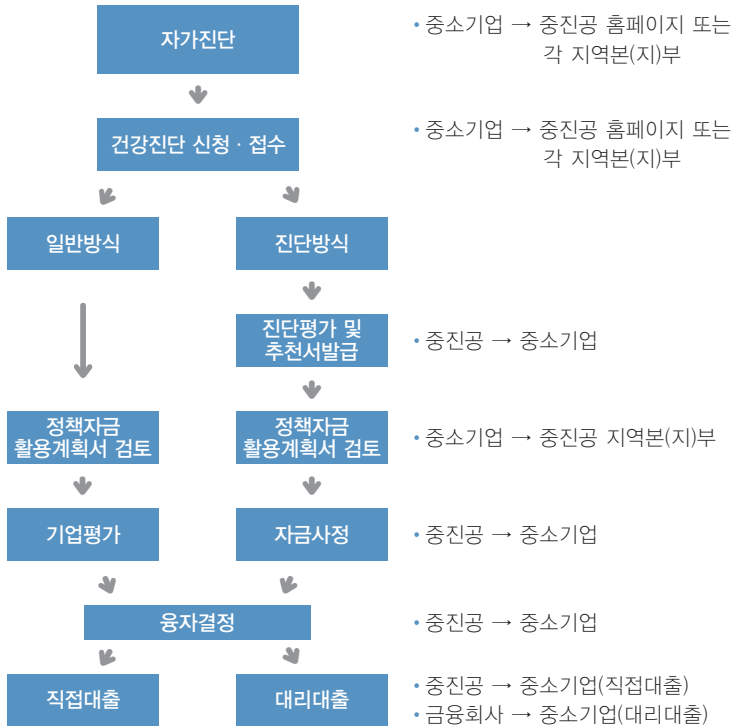 자가진단
• 중소기업 → 중진공 홈페이지 또는
각 지역본(지)부
건강진단 신청 · 접수
• 중소기업 → 중진공 홈페이지 또는
각 지역본(지)부
일반방식
진단방식
진단평가 및
추천서발급
• 중진공 → 중소기업
정책자금
활용계획서 검토
정책자금
활용계획서 검토
• 중소기업 → 중진공 지역본(지)부
기업평가
자금사정
• 중진공 → 중소기업
융자결정
• 중진공 → 중소기업
직접대출
대리대출
• 중진공 → 중소기업(직접대출)
• 금융회사 → 중소기업(대리대출)